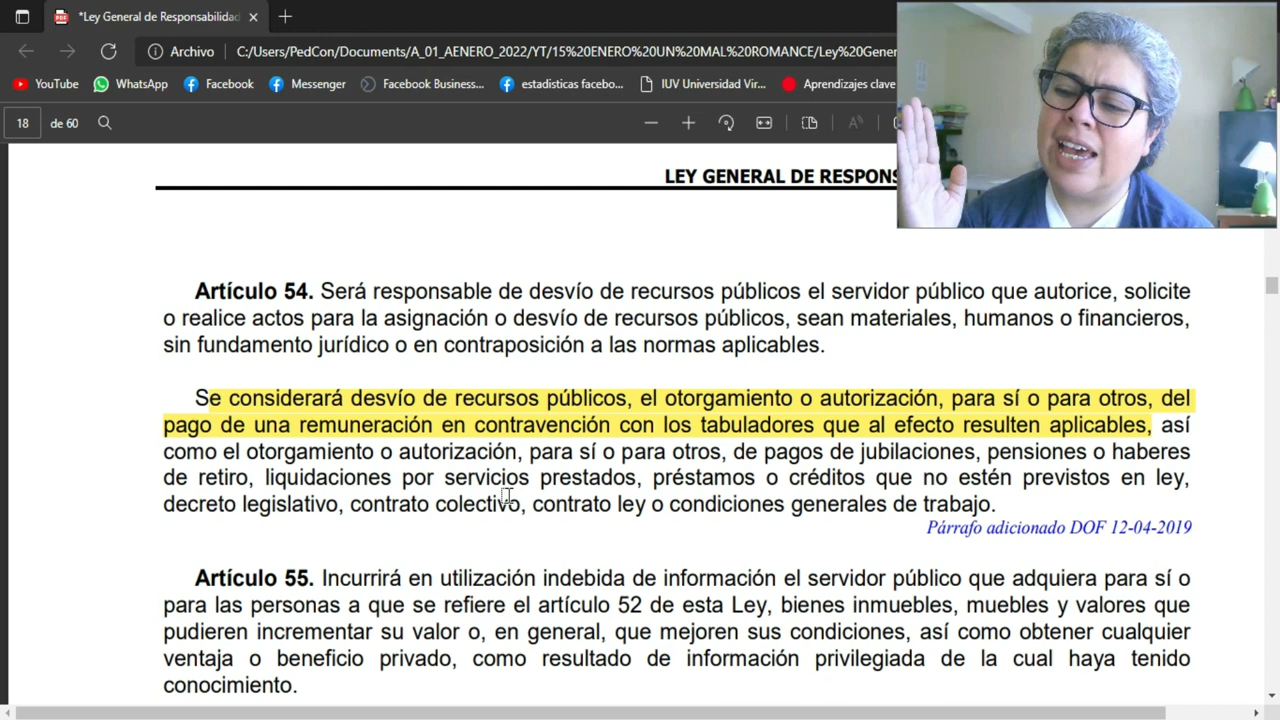 *Ley General de Responsabilidad
Archivo C:/Users/PedCon/Documents/A_01_AENERO_2022/YT/15%20ENERO%20UN%20MAL%20ROMANCE/Ley%20Gener
YouTube WhatsApp Facebook Messenger Facebook Business... estadisticas facebo... IUV Universidad Vir... Aprendizajes clave
18 de 60
LEY GENERAL DE RESPONS
Artículo 54. Será responsable de desvío de recursos públicos el servidor público que autorice, solicite
o realice actos para la asignación o desvío de recursos públicos, sean materiales, humanos o financieros,
sin fundamento jurídico o en contraposición a las normas aplicables.
Se considerará desvío de recursos públicos, el otorgamiento o autorización, para sí o para otros, del
pago de una remuneración en contravención con los tabuladores que al efecto resulten aplicables, así
como el otorgamiento o autorización, para sí o para otros, de pagos de jubilaciones, pensiones o haberes
de retiro, liquidaciones por servicios prestados, préstamos o créditos que no estén previstos en ley,
decreto legislativo, contrato colectivo, contrato ley o condiciones generales de trabajo.
Párrafo adicionado DOF 12-04-2019
Artículo 55. Incurrirá en utilización indebida de información el servidor público que adquiera para sí o
para las personas a que se refiere el artículo 52 de esta Ley, bienes inmuebles, muebles y valores que
pudieren incrementar su valor o, en general, que mejoren sus condiciones, así como obtener cualquier
ventaja o beneficio privado, como resultado de información privilegiada de la cual haya tenido
conocimiento.